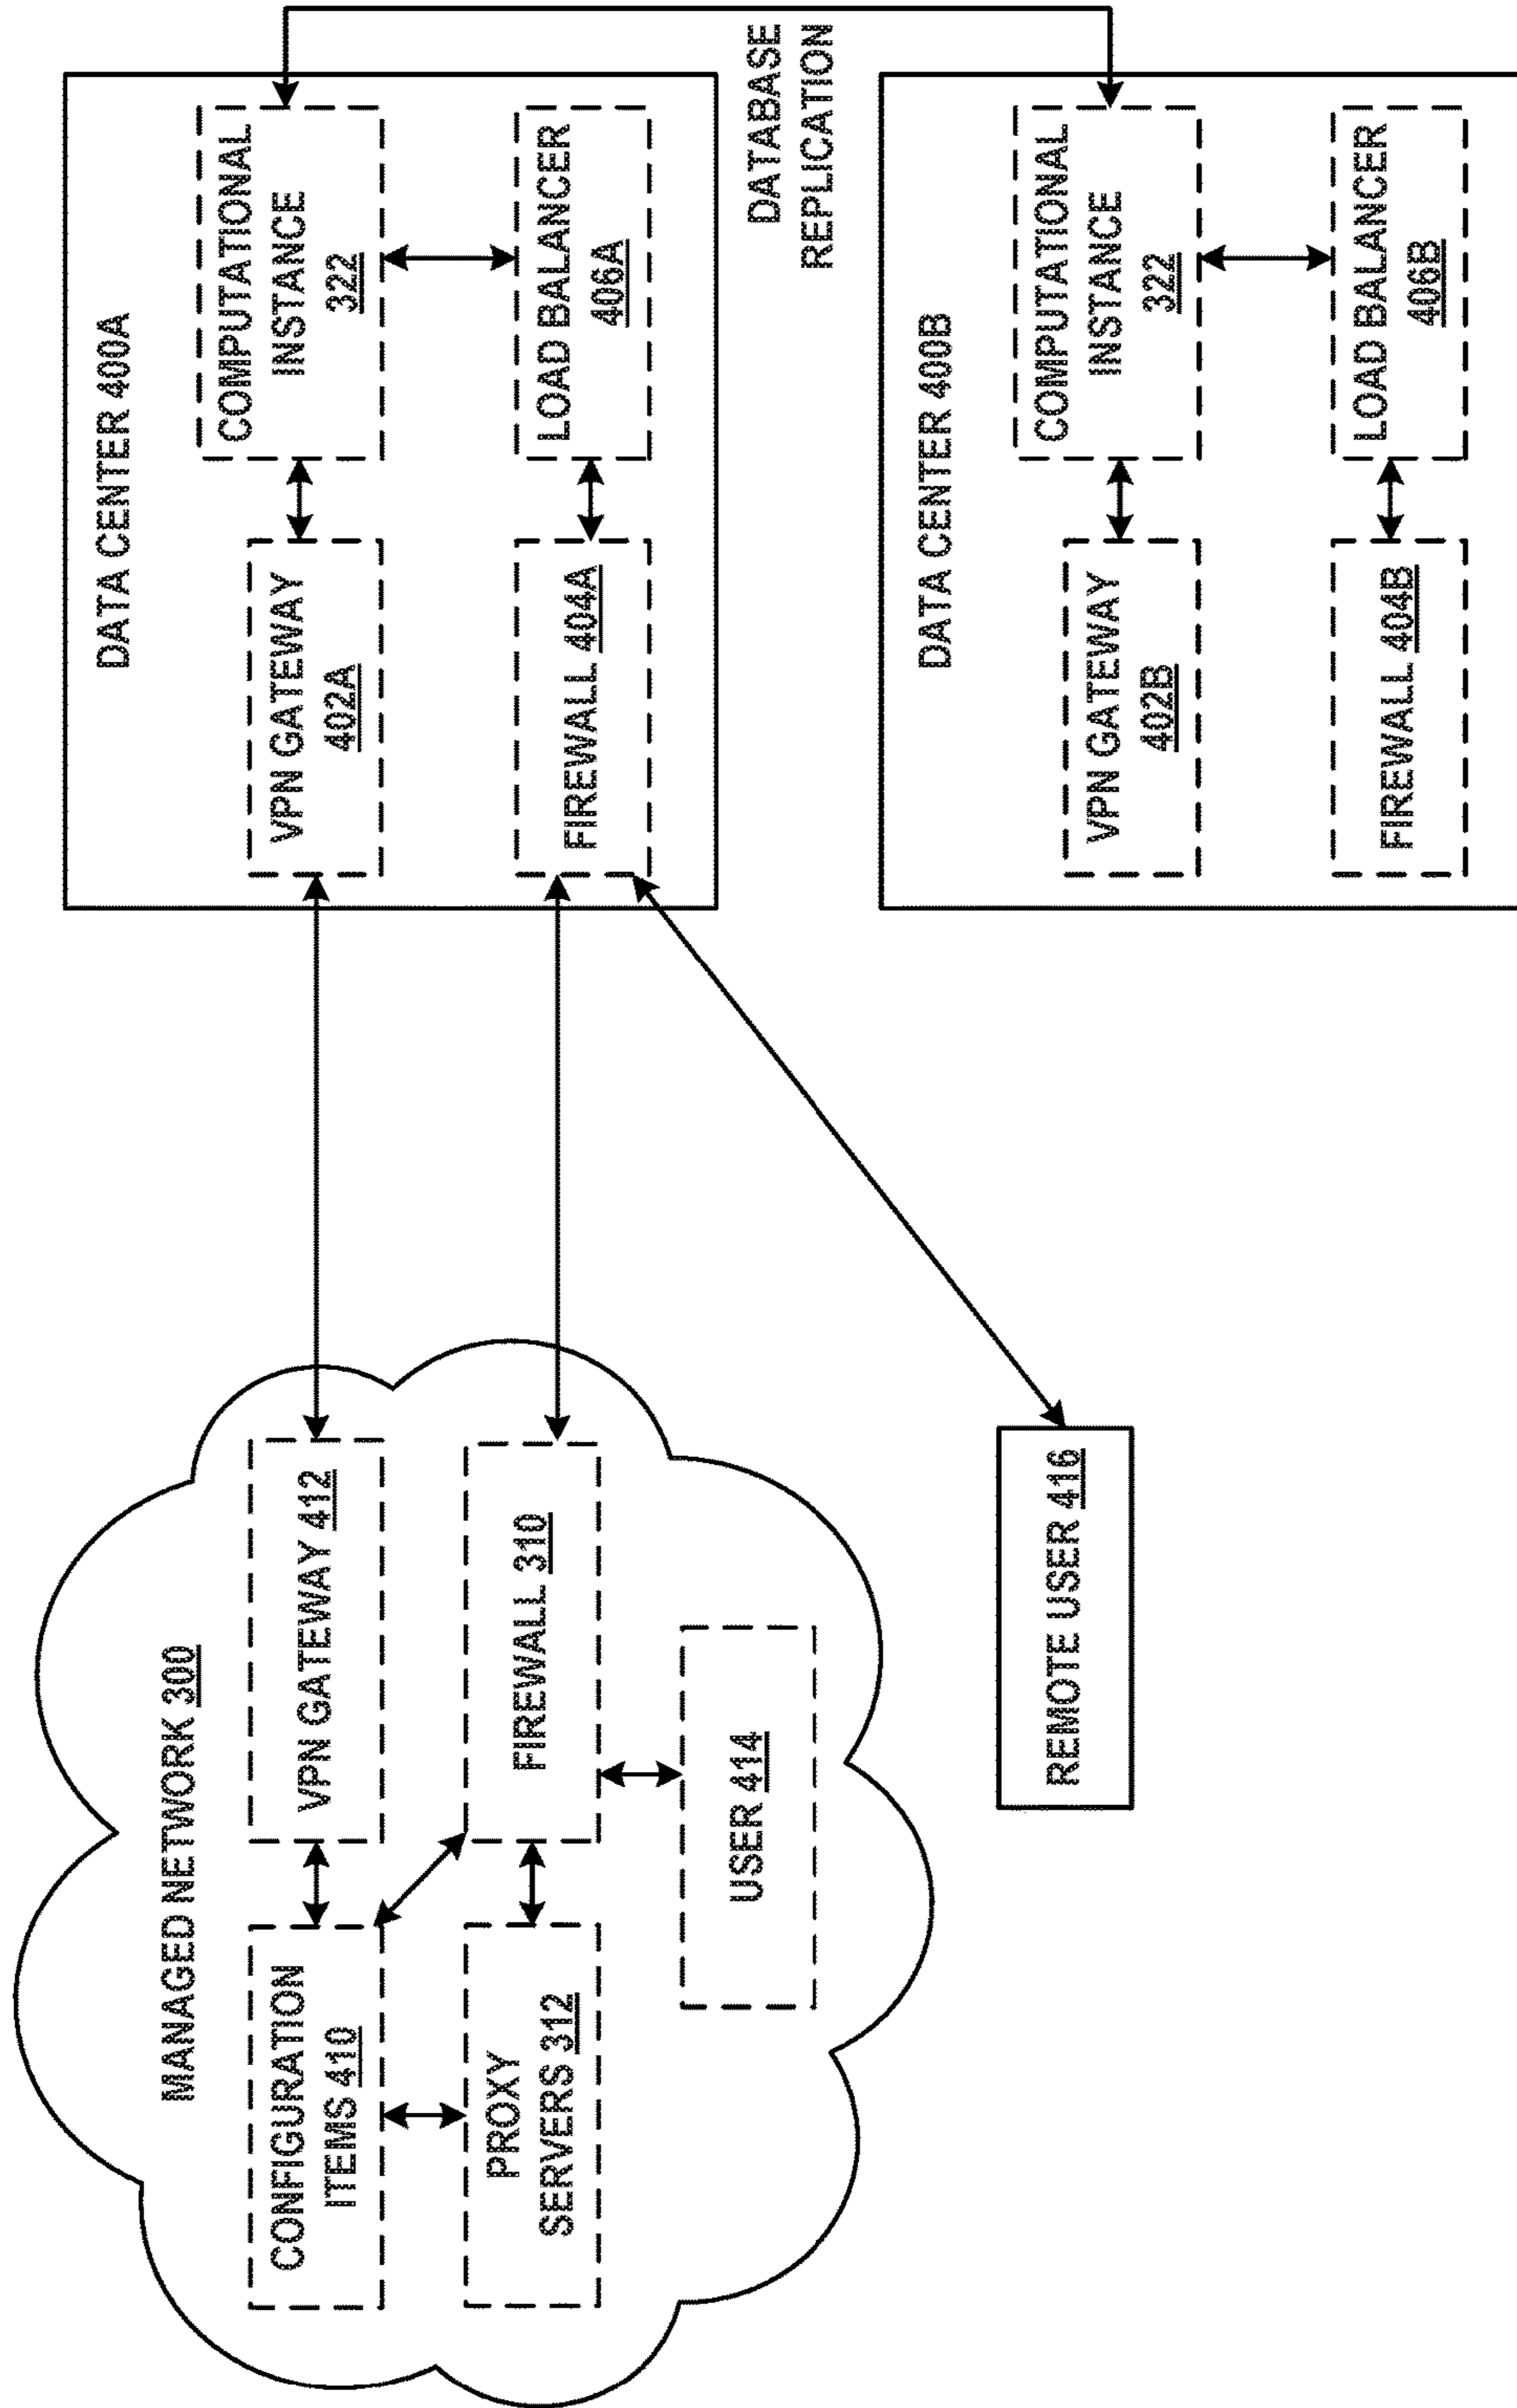 MANAGED NETWORK 300
CONFIGURATION
ITEMS 410
VPN GATEWAY 412
PROXY
SERVERS 312
FIREWALL 310
USER 414
REMOTE USER 416
DATA CENTER 400A
VPN GATEWAY
402A
COMPUTATIONAL
INSTANCE
322
FIREWALL 404A
LOAD BALANCER
406A
DATABASE
REPLICATION
DATA CENTER 400B
VPN GATEWAY
402B
COMPUTATIONAL
INSTANCE
322
FIREWALL 404B
LOAD BALANCER
406B